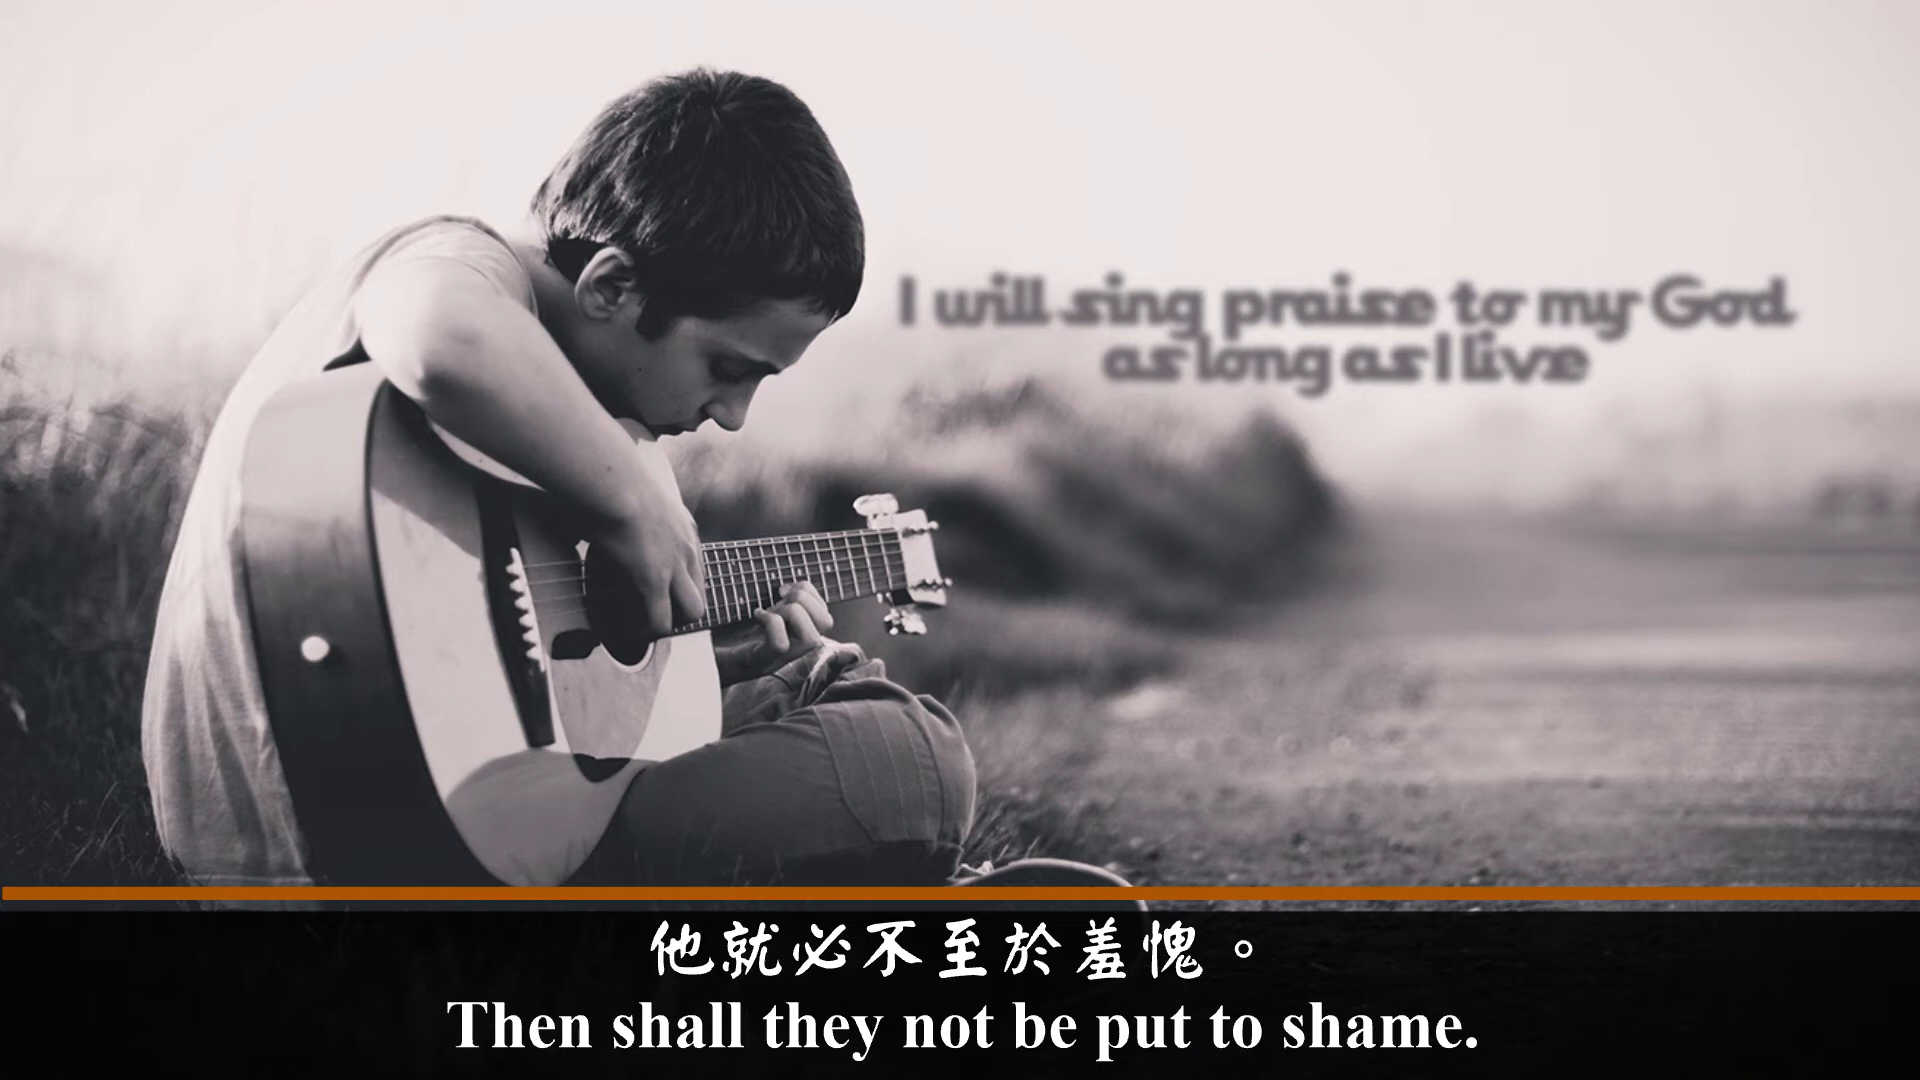 I will sing praise to my God
as long as I live
他就必不至於羞愧。
Then shall they not be put to shame.